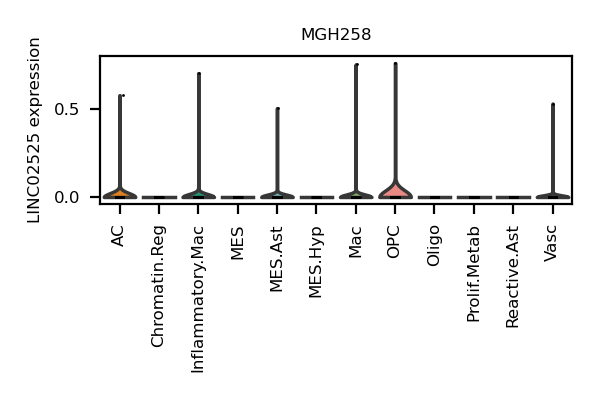 MGH258
LINC02525 expression
0.5
0.0
AC
Chromatin.Reg
Inflammatory.Mac
MES
MES.Ast
MES.Hyp
Mac
OPC
Oligo
Prolif.Metab
Reactive.Ast
Vasc